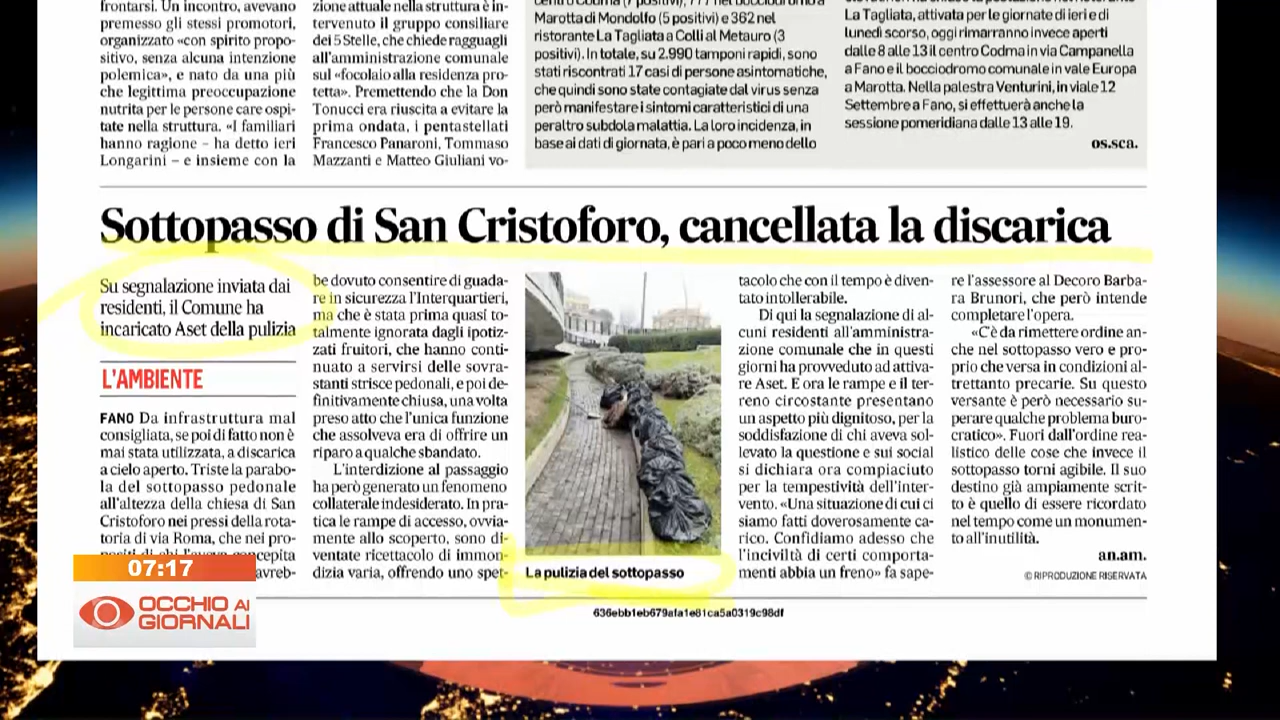 frontarsi. Un incontro, avevano
premesso gli stessi promotori,
organizzato «con spirito propo-
sitivo, senza alcuna intenzione
polemica», e nato da una più
che legittima preoccupazione
nutrita per le persone care ospi-
tate nella struttura. «I familiari
hanno ragione – ha detto ieri
Longarini – e insieme con la
zione attuale nella struttura è in-
tervenuto il gruppo consiliare
dei 5 Stelle, che chiede ragguagli
all'amministrazione comunale
sul «focolaio alla residenza pro-
tetta». Premettendo che la Don
Tonucci era riuscita a evitare la
prima ondata, i pentastellati
Francesco Panaroni, Tommaso
Mazzanti e Matteo Giuliani vo-
Marotta di Mondolfo (5 positivi) e 362 nel
ristorante La Tagliata a Colli al Metauro (3
positivi). In totale, su 2.990 tamponi rapidi, sono
stati riscontrati 17 casi di persone asintomatiche,
che quindi sono state contagiate dal virus senza
però manifestare i sintomi caratteristici di una
peraltro subdola malattia. La loro incidenza, in
base ai dati di giornata, è pari a poco meno dello
La Tagliata, attivata per le giornate di ieri e di
lunedì scorso, oggi rimarranno invece aperti
dalle 8 alle 13 il centro Codma in via Campanella
a Fano e il bocciodromo comunale in vale Europa
a Marotta. Nella palestra Venturini, in viale 12
Settembre a Fano, si effettuerà anche la
sessione pomeridiana dalle 13 alle 19.
os.sca.
Sottopasso di San Cristoforo, cancellata la discarica
Su segnalazione inviata dai
residenti, il Comune ha
incaricato Aset della pulizia
L'AMBIENTE
FANO Da infrastruttura mal
consigliata, se poi di fatto non è
mai stata utilizzata, a discarica
a cielo aperto. Triste la parabo-
la del sottopasso pedonale
all'altezza della chiesa di San
Cristoforo nei pressi della rota-
toria di via Roma, che nei pro-
positi di chi l'aveva concepita
avreb-
be dovuto consentire di guada-
re in sicurezza l'Interquartieri,
ma che è stata prima quasi to-
talmente ignorata dagli ipotiz-
zati fruitori, che hanno conti-
nuato a servirsi delle sovra-
stanti strisce pedonali, e poi de-
finitivamente chiusa, una volta
preso atto che l'unica funzione
che assolveva era di offrire un
riparo a qualche sbandato.
L'interdizione al passaggio
ha però generato un fenomeno
collaterale indesiderato. In pra-
tica le rampe di accesso, ovvia-
mente allo scoperto, sono di-
ventate ricettacolo di immon-
dizia varia, offrendo uno spet-
La pulizia del sottopasso
tacolo che con il tempo è diven-
tato intollerabile.
Di qui la segnalazione di al-
cuni residenti all'amministra-
zione comunale che in questi
giorni ha provveduto ad attiva-
re Aset. E ora le rampe e il ter-
reno circostante presentano
un aspetto più dignitoso, per la
soddisfazione di chi aveva sol-
levato la questione e sui social
si dichiara ora compiaciuto
per la tempestività dell'inter-
vento. «Una situazione di cui ci
siamo fatti doverosamente ca-
rico. Confidiamo adesso che
l'inciviltà di certi comporta-
menti abbia un freno» fa sape-
re l'assessore al Decoro Barba-
ra Brunori, che però intende
completare l'opera.
«C'è da rimettere ordine an-
che nel sottopasso vero e pro-
prio che versa in condizioni al-
trettanto precarie. Su questo
versante è però necessario su-
perare qualche problema buro-
cratico». Fuori dall'ordine rea-
listico delle cose che invece il
sottopasso torni agibile. Il suo
destino già ampiamente scrit-
to è quello di essere ricordato
nel tempo come un monumen-
to all'inutilità.
an.am.
© RIPRODUZIONE RISERVATA
636ebb1eb679afa1e81ca5a0319c98df
07:17
OCCHIO AI
GIORNALI